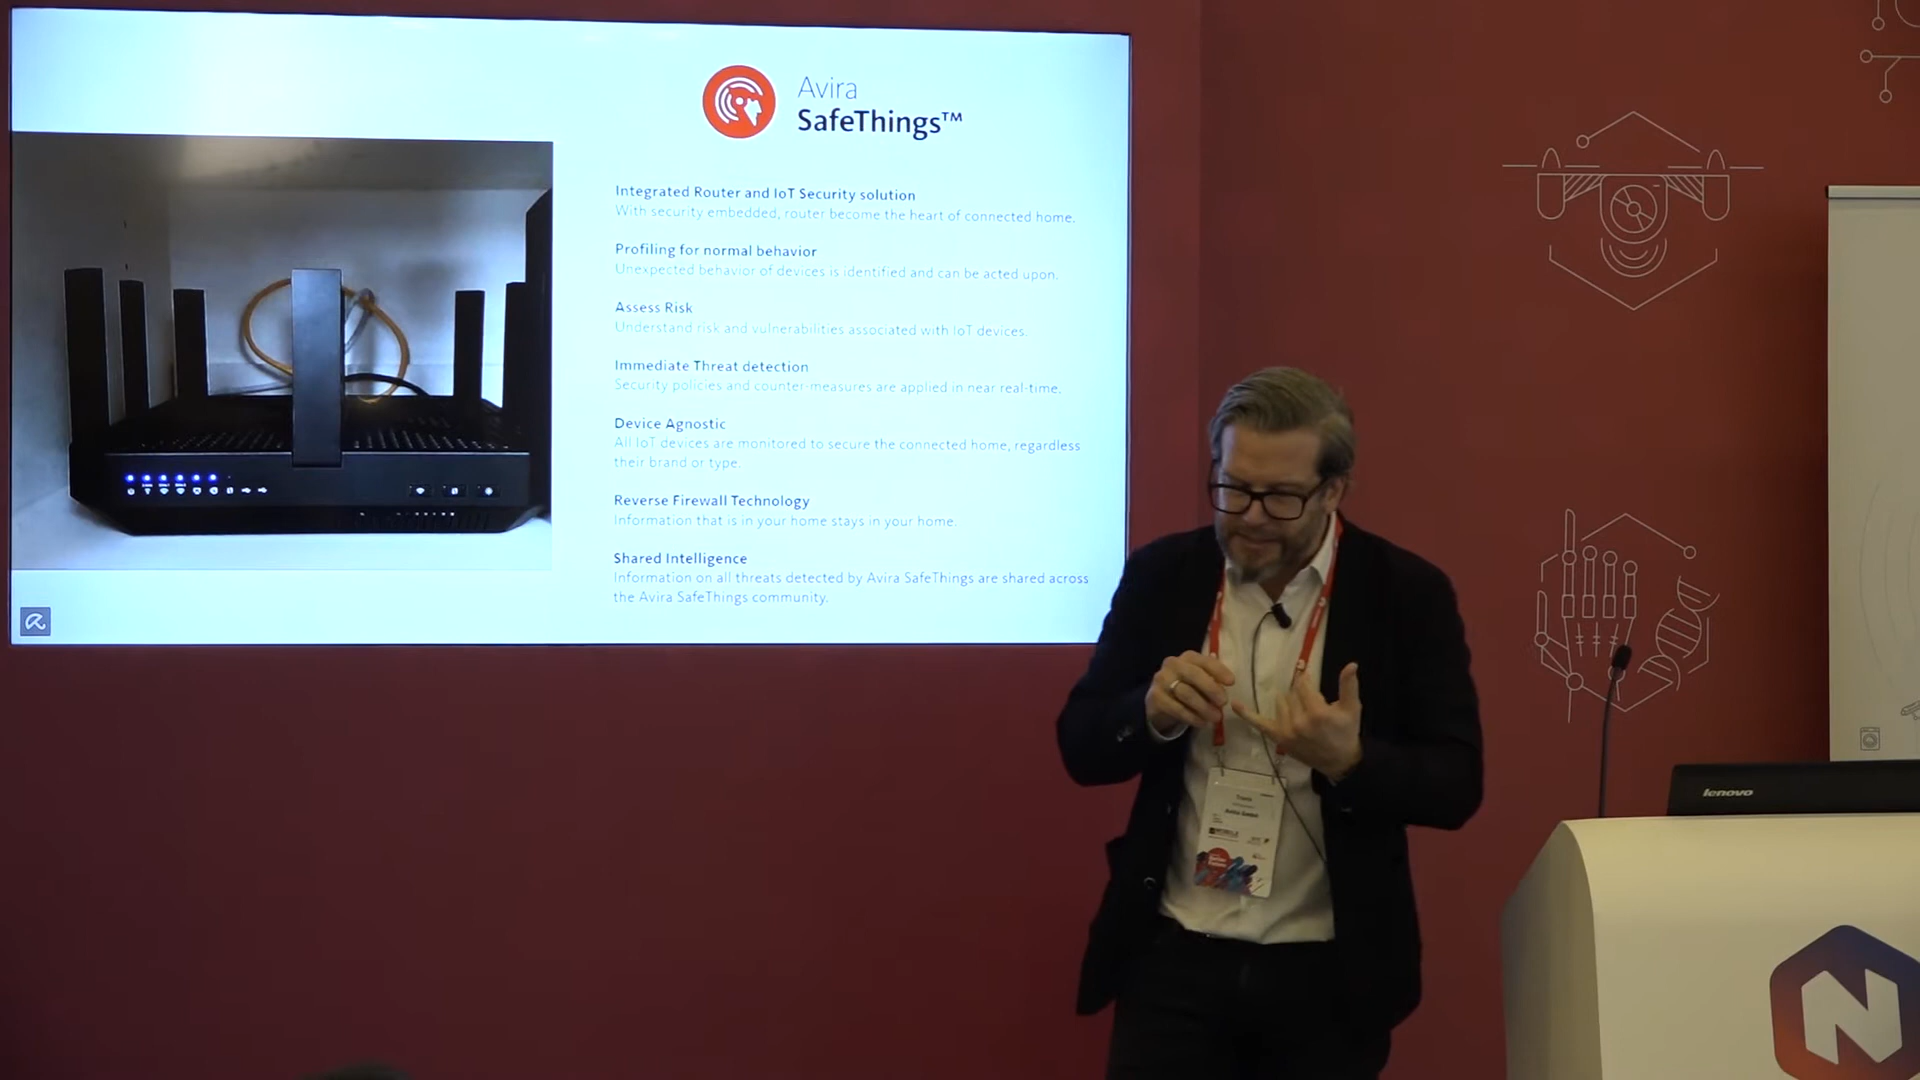 Avira
SafeThings™
Integrated Router and IoT Security solution
With security embedded, router become the heart of connected home.
Profiling for normal behavior
Unexpected behavior of devices is identified and can be acted upon.
Assess Risk
Understand risk and vulnerabilities associated with IoT devices.
Immediate Threat detection
Security policies and counter-measures are applied in near real-time.
Device Agnostic
All IoT devices are monitored to secure the connected home, regardless
their brand or type.
Reverse Firewall Technology
Information that is in your home stays in your home.
Shared Intelligence
Information on all threats detected by Avira SafeThings are shared across
the Avira SafeThings community.
Travis
lenovo
N